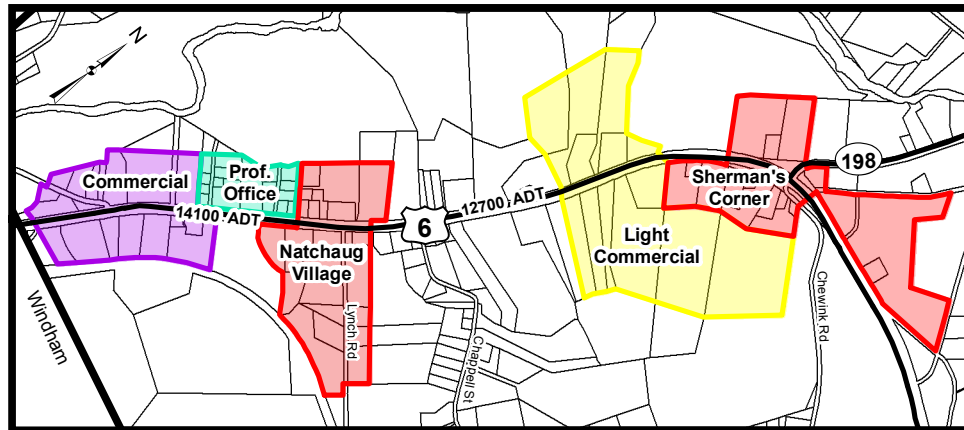 N
198
Commercial
Prof.
Office
Sherman's
Corner
14100 ADT
12700 ADT
6
Natchaug
Village
Light
Commercial
Windham
Lynch Rd
Chappell St
Chewink Rd